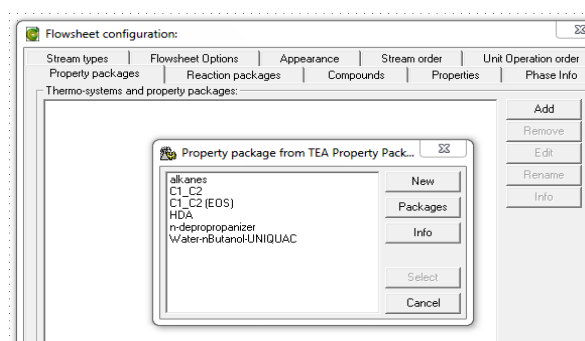 Flowsheet configuration:
Stream types Flowsheet Options Appearance Stream order Unit Operation order
Property packages Reaction packages Compounds Properties Phase Info
Thermo-systems and property packages:
Add
Remove
Edit
Rename
Info
Property package from TEA Property Pack...
alkanes
C1_C2
C1_C2 (EOS)
HDA
n-depropropanizer
Water-nButanol-UNIQUAC
New
Packages
Info
Select
Cancel